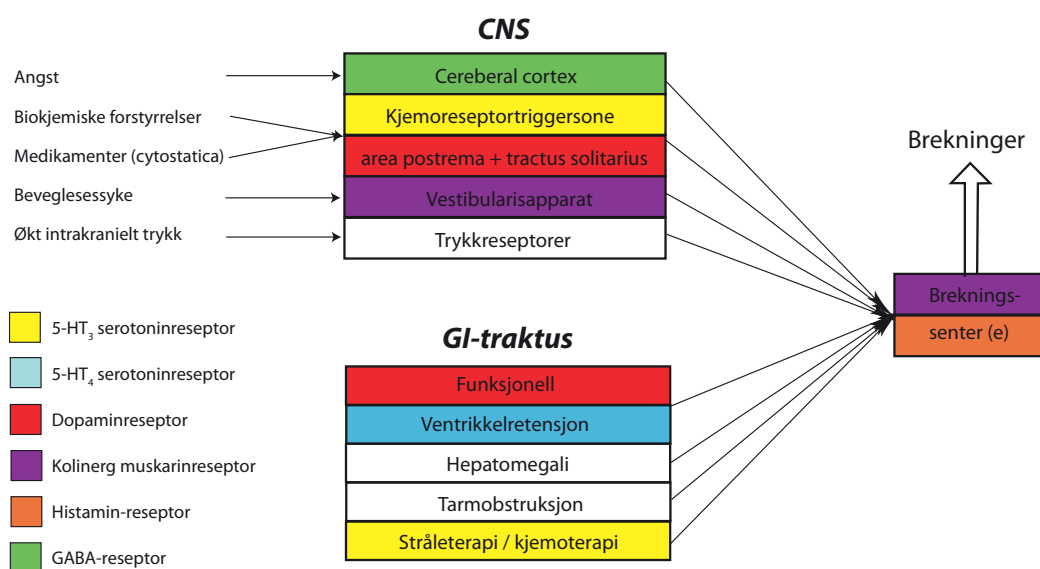 CNS
Angst
Biokjemiske forstyrrelser
Medikamenter (cytostatica)
Beveglesessyke
Økt intrakranielt trykk
Cereberal cortex
Kjemoreseptortriggersone
area postrema + tractus solitarius
Vestibularisapparat
Trykkreseptorer
Brekninger
Breknings-
senter (e)
5-HT₃ serotoninreseptor
5-HT₄ serotoninreseptor
Dopaminreseptor
Kolinerg muskarinreseptor
Histamin-reseptor
GABA-reseptor
GI-traktus
Funksjonell
Ventrikkelretensjon
Hepatomegali
Tarmobstruksjon
Stråleterapi / kjemoterapi